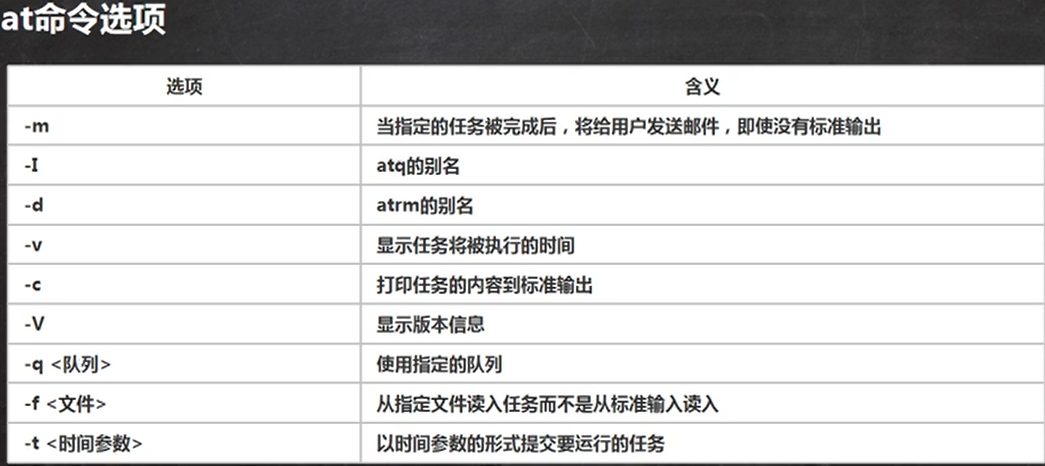 at命令选项
选项 含义
-m 当指定的任务被完成后，将给用户发送邮件，即使没有标准输出
-I atq的别名
-d atrm的别名
-v 显示任务将被执行的时间
-c 打印任务的内容到标准输出
-V 显示版本信息
-q <队列> 使用指定的队列
-f <文件> 从指定文件读入任务而不是从标准输入读入
-t <时间参数> 以时间参数的形式提交要运行的任务